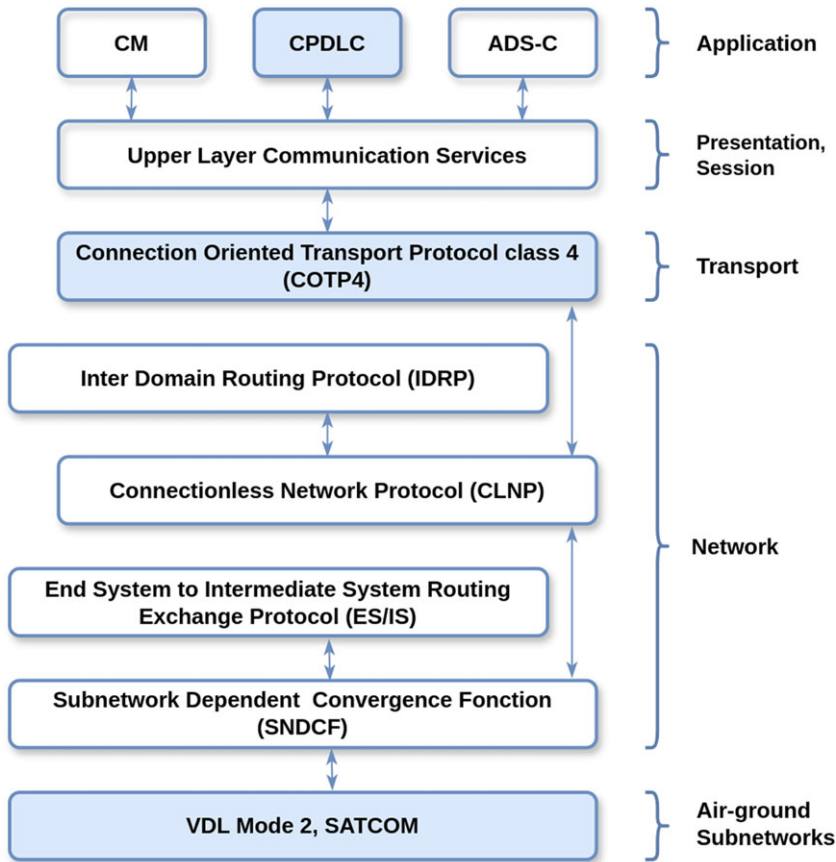 CM
CPDLC
ADS-C
Application
Upper Layer Communication Services
Presentation,
Session
Connection Oriented Transport Protocol class 4
(COTP4)
Transport
Inter Domain Routing Protocol (IDRP)
Connectionless Network Protocol (CLNP)
Network
End System to Intermediate System Routing
Exchange Protocol (ES/IS)
Subnetwork Dependent  Convergence Fonction
(SNDCF)
VDL Mode 2, SATCOM
Air-ground
Subnetworks